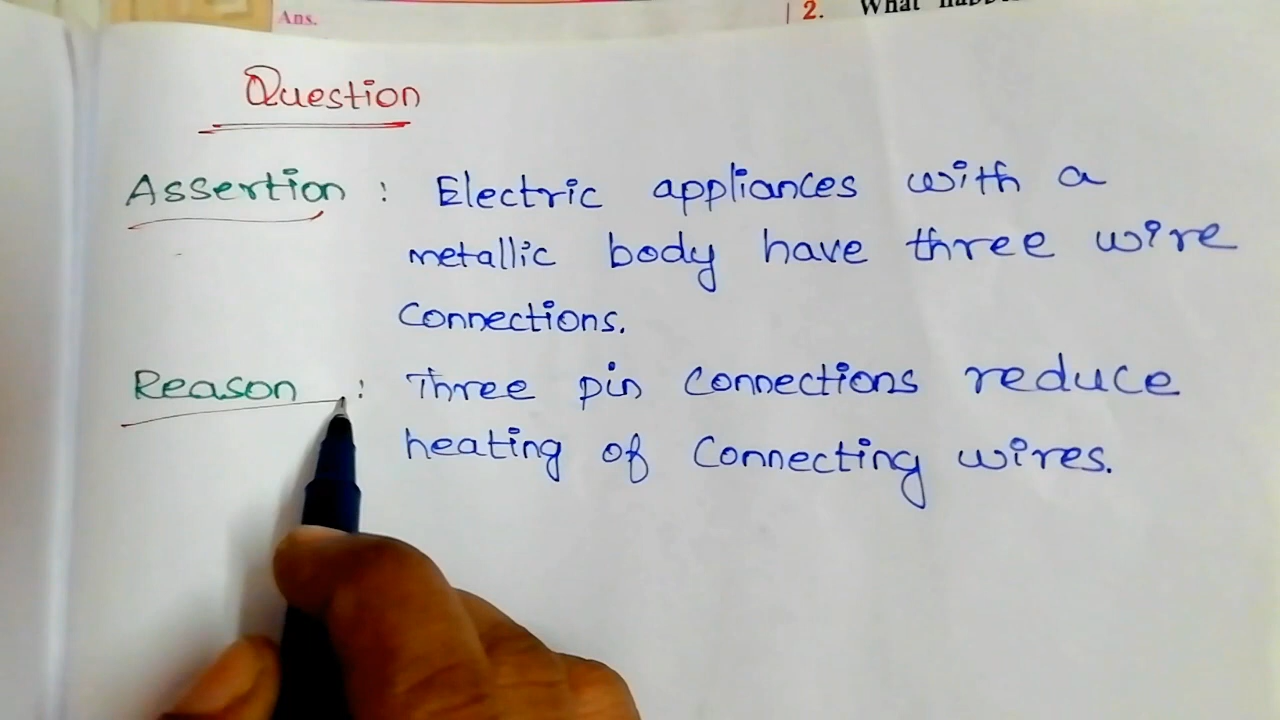 Ans.
2. What
Question
Assertion : Electric appliances with a
metallic body have three wire
Connections.
Reason : Three pin connections reduce
heating of Connecting wires.